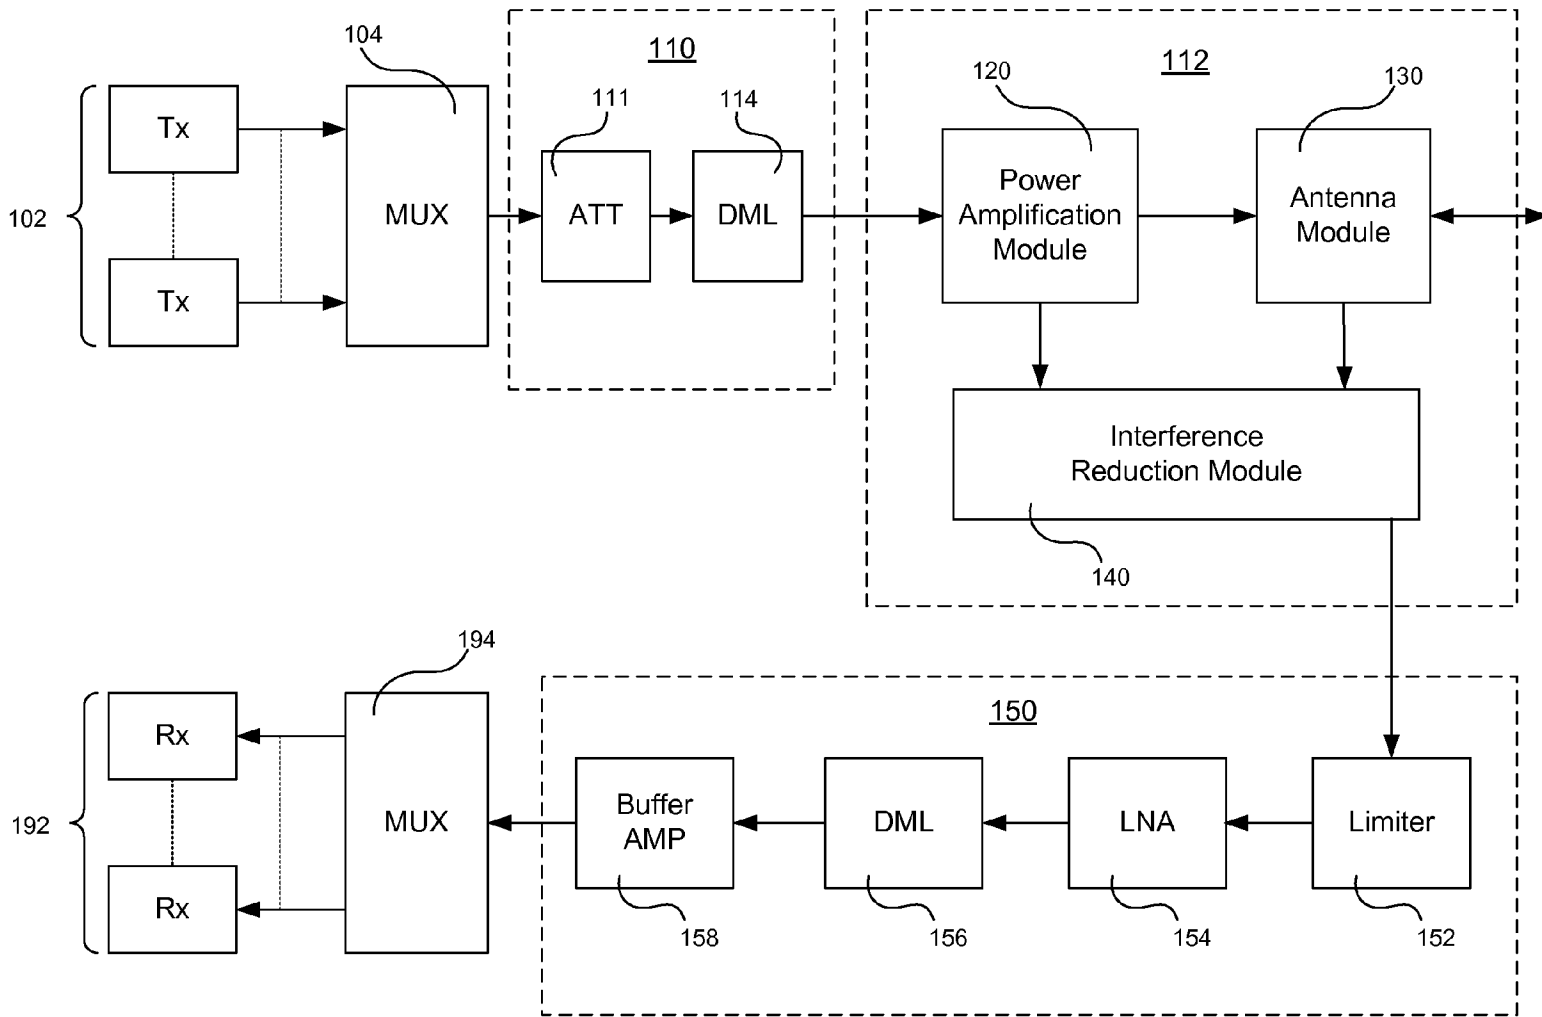 104
110
112
120
130
111
114
Tx
MUX
ATT
DML
Power
Amplification
Module
Antenna
Module
102
Tx
Interference
Reduction Module
140
194
150
Rx
MUX
Buffer
AMP
DML
LNA
Limiter
192
Rx
158
156
154
152